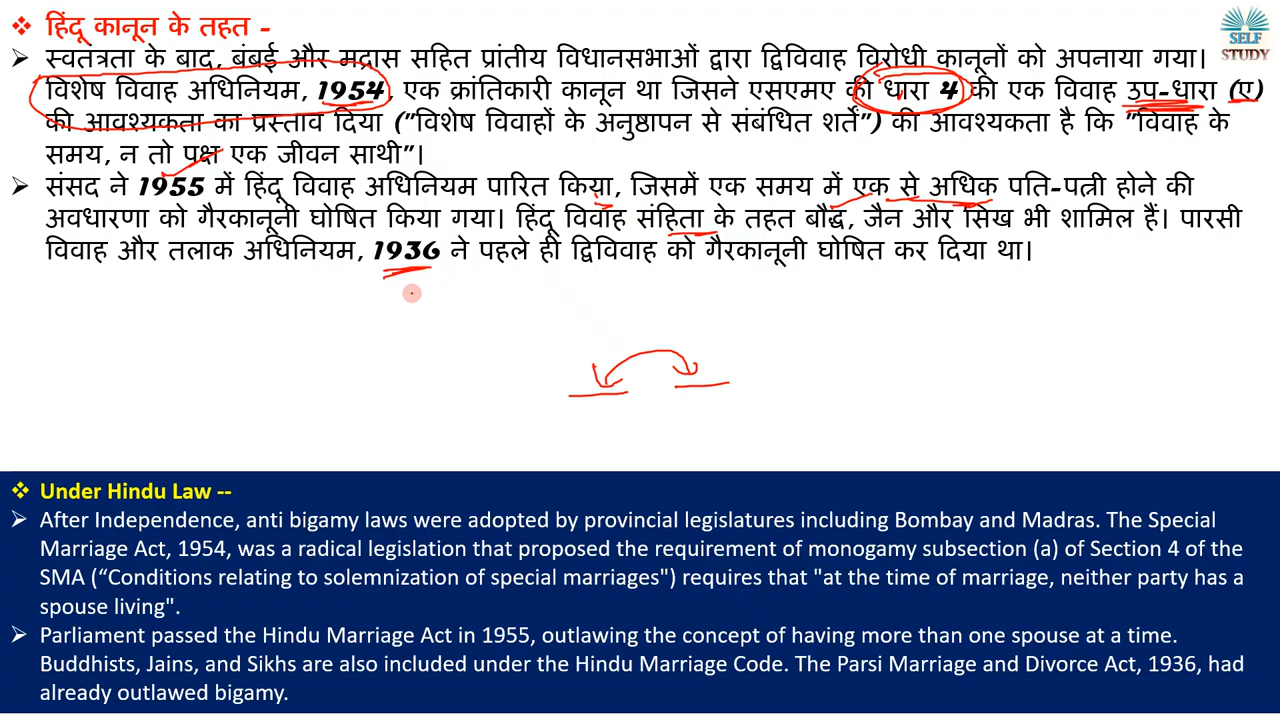 ❖ हिंदू कानून के तहत -
SELF
STUDY
➢ स्वतंत्रता के बाद, बंबई और मद्रास सहित प्रांतीय विधानसभाओं द्वारा द्विविवाह विरोधी कानूनों को अपनाया गया।
विशेष विवाह अधिनियम, 1954, एक क्रांतिकारी कानून था जिसने एसएमए की धारा 4 की एक विवाह उप-धारा (ए)
की आवश्यकता का प्रस्ताव दिया ("विशेष विवाहों के अनुष्ठापन से संबंधित शर्तें") की आवश्यकता है कि "विवाह के
समय, न तो पक्ष एक जीवन साथी"।
➢ संसद ने 1955 में हिंदू विवाह अधिनियम पारित किया, जिसमें एक समय में एक से अधिक पति-पत्नी होने की
अवधारणा को गैरकानूनी घोषित किया गया। हिंदू विवाह संहिता के तहत बौद्ध, जैन और सिख भी शामिल हैं। पारसी
विवाह और तलाक अधिनियम, 1936 ने पहले ही द्विविवाह को गैरकानूनी घोषित कर दिया था।
❖ Under Hindu Law --
➢ After Independence, anti bigamy laws were adopted by provincial legislatures including Bombay and Madras. The Special
Marriage Act, 1954, was a radical legislation that proposed the requirement of monogamy subsection (a) of Section 4 of the
SMA (“Conditions relating to solemnization of special marriages") requires that "at the time of marriage, neither party has a
spouse living".
➢ Parliament passed the Hindu Marriage Act in 1955, outlawing the concept of having more than one spouse at a time.
Buddhists, Jains, and Sikhs are also included under the Hindu Marriage Code. The Parsi Marriage and Divorce Act, 1936, had
already outlawed bigamy.